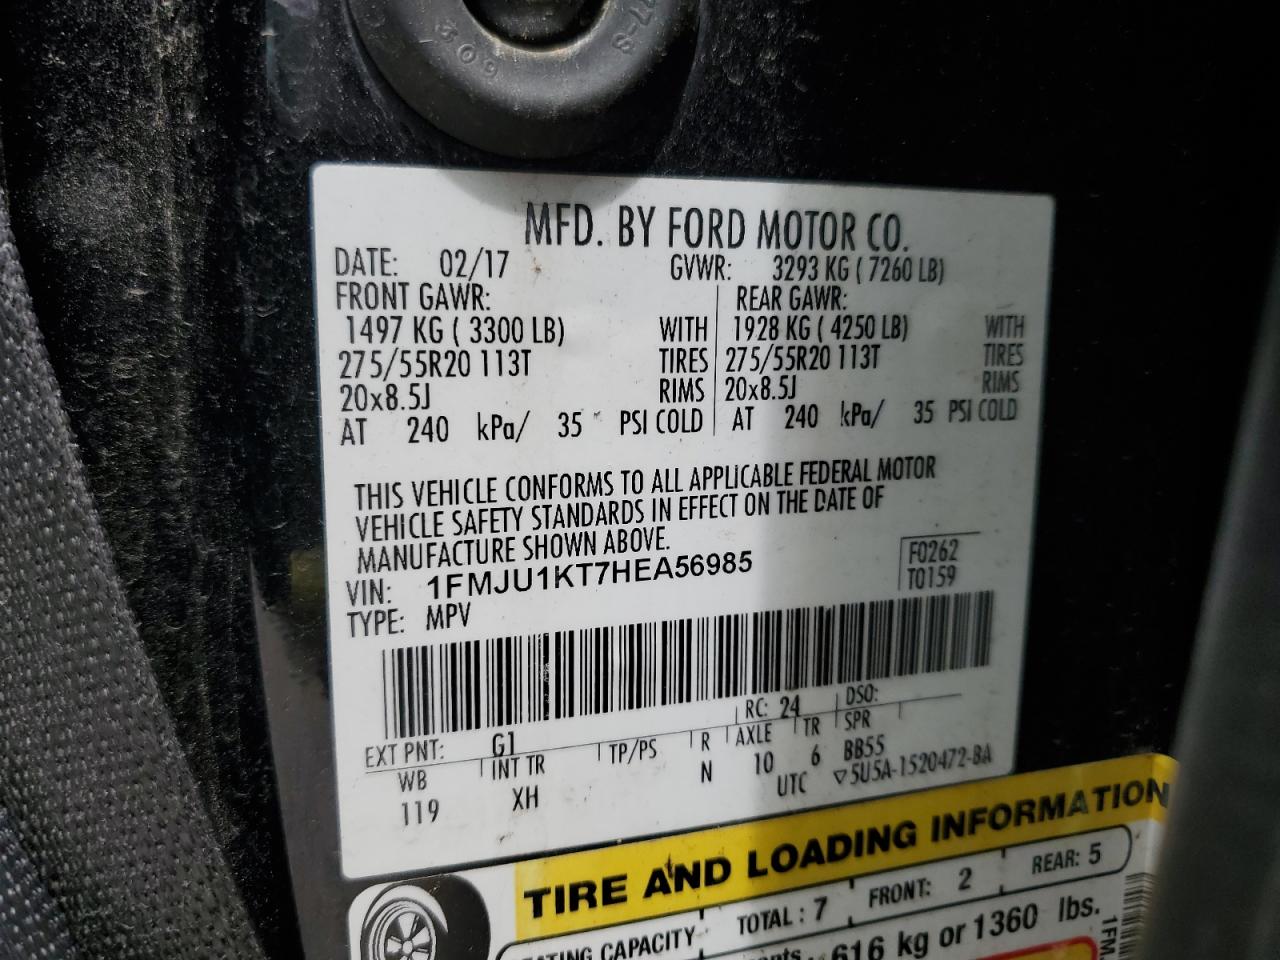 309
77-S
MFD. BY FORD MOTOR CO.
DATE: 02/17 GVWR: 3293 KG ( 7260 LB)
FRONT GAWR: REAR GAWR:
1497 KG ( 3300 LB) WITH 1928 KG ( 4250 LB) WITH
275/55R20 113T TIRES 275/55R20 113T TIRES
20x8.5J RIMS 20x8.5J RIMS
AT 240 kPa/ 35 PSI COLD AT 240 kPa/ 35 PSI COLD
THIS VEHICLE CONFORMS TO ALL APPLICABLE FEDERAL MOTOR
VEHICLE SAFETY STANDARDS IN EFFECT ON THE DATE OF
MANUFACTURE SHOWN ABOVE.
VIN: 1FMJU1KT7HEA56985 F0262
TYPE: MPV T0159
EXT PNT: G1 RC: 24 DSO:
WB INT TR TP/PS R AXLE TR SPR
119 XH N 10 6 BB55
UTC ▽5U5A-1520472-BA
TIRE AND LOADING INFORMATION
CAPACITY TOTAL : 7 FRONT: 2 REAR: 5
616 kg or 1360 lbs.
1FM